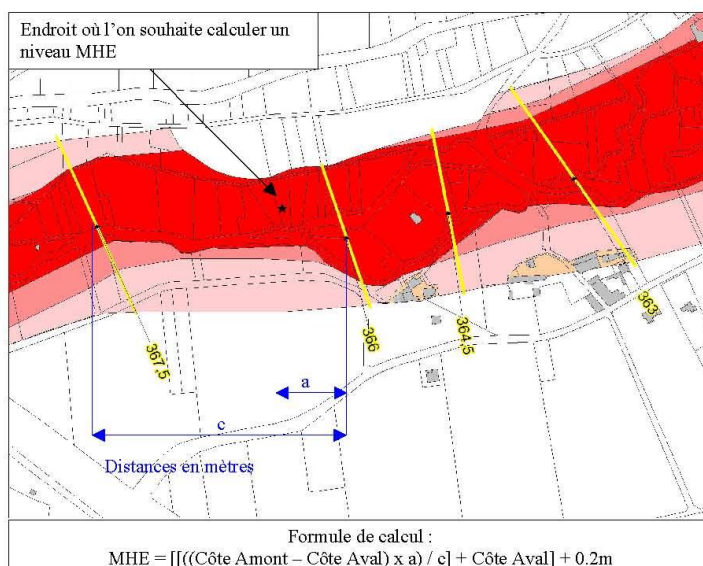 Endroit où l'on souhaite calculer un
niveau MHE
367,5
366
364,5
363
a
c
Distances en mètres
Formule de calcul :
MHE = [[((Côte Amont – Côte Aval) x a) / c] + Côte Aval] + 0.2m